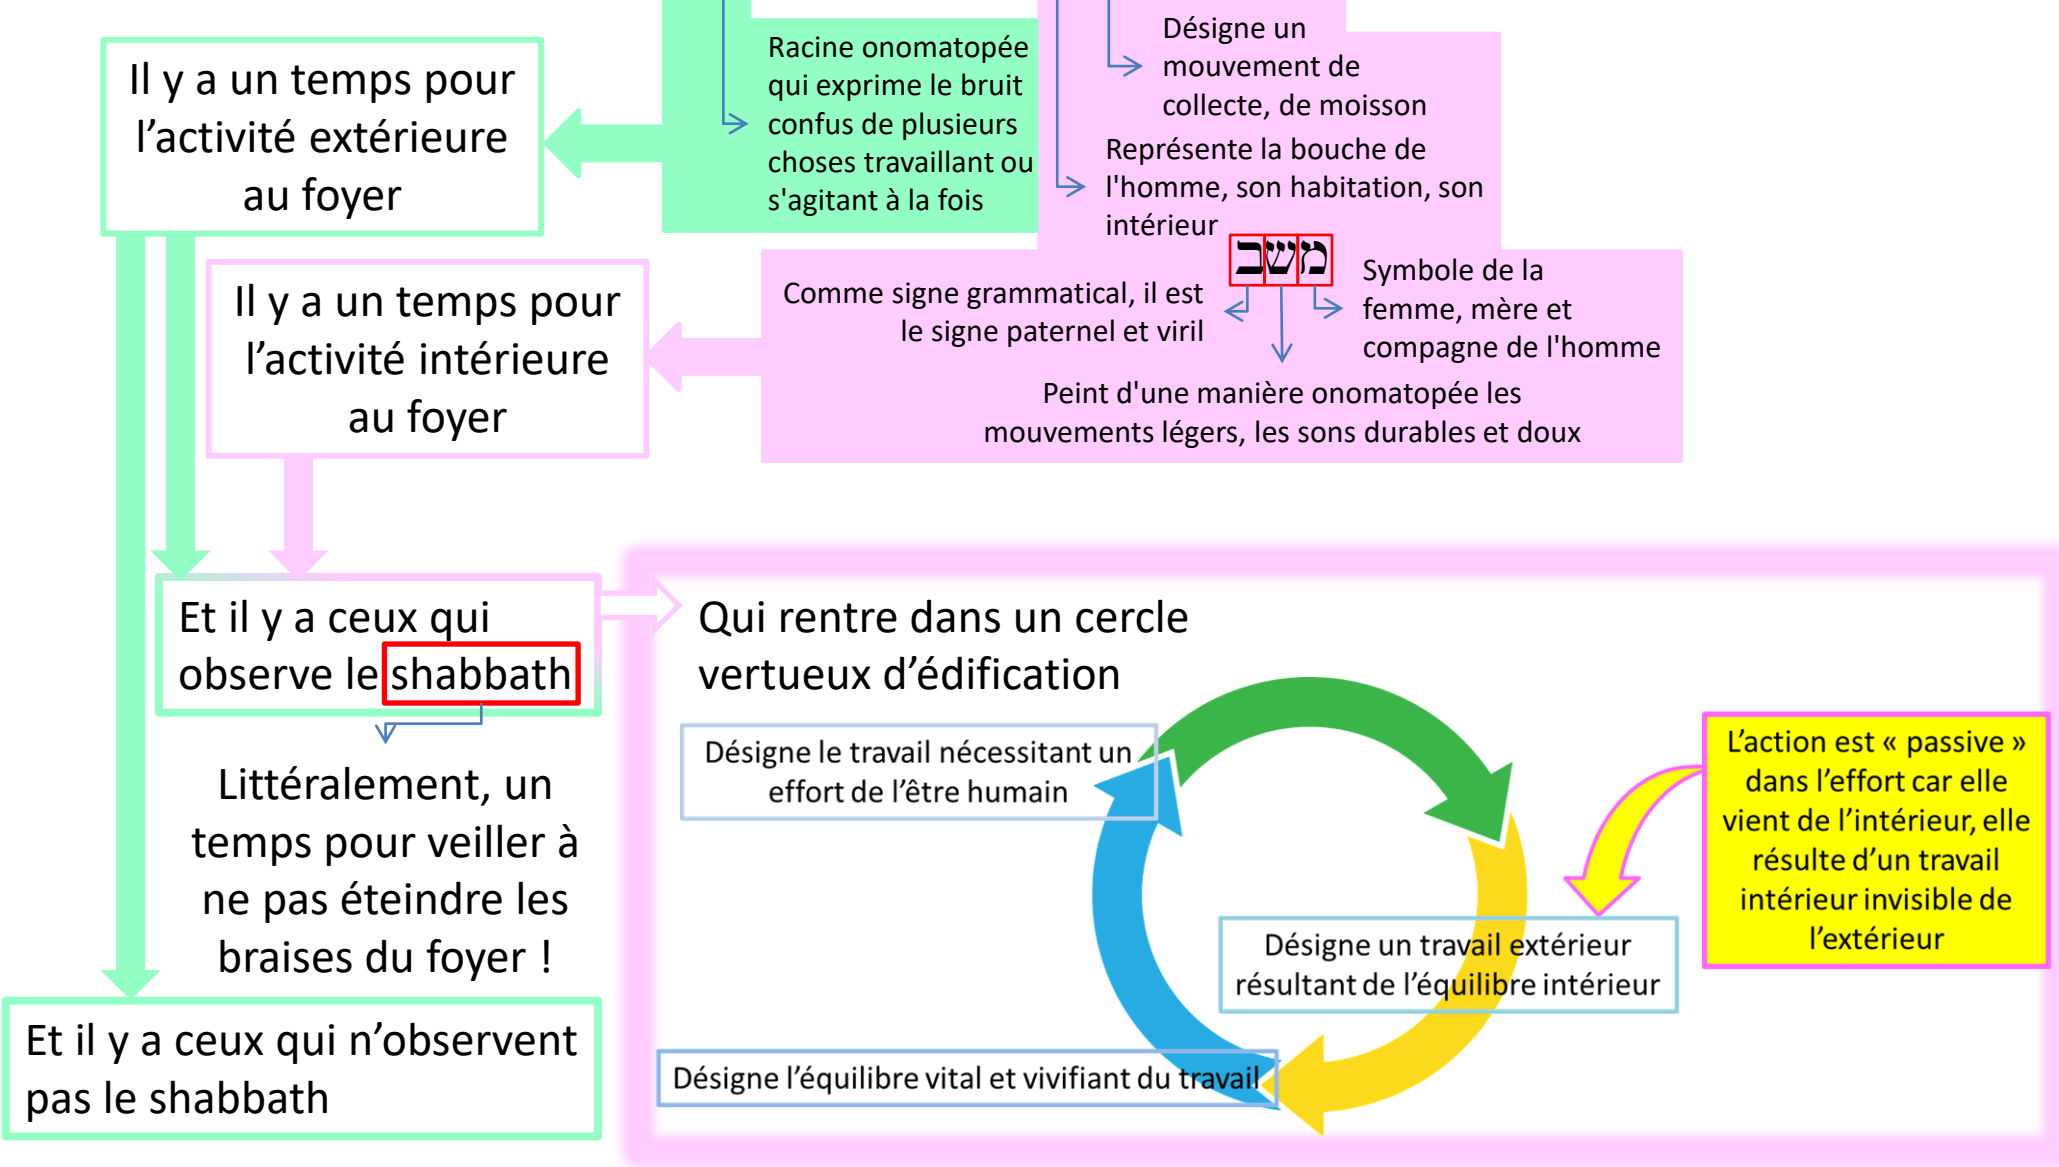 Il y a un temps pour
l’activité extérieure
au foyer
Racine onomatopée
qui exprime le bruit
confus de plusieurs
choses travaillant ou
s'agitant à la fois
Désigne un
mouvement de
collecte, de moisson
Représente la bouche de
l'homme, son habitation, son
intérieur
Il y a un temps pour
l’activité intérieure
au foyer
משב
Comme signe grammatical, il est
le signe paternel et viril
Symbole de la
femme, mère et
compagne de l'homme
Peint d'une manière onomatopée les
mouvements légers, les sons durables et doux
Et il y a ceux qui
observe le shabbath
Littéralement, un
temps pour veiller à
ne pas éteindre les
braises du foyer !
Et il y a ceux qui n’observent
pas le shabbath
Qui rentre dans un cercle
vertueux d’édification
Désigne le travail nécessitant un
effort de l’être humain
L’action est « passive »
dans l’effort car elle
vient de l’intérieur, elle
résulte d’un travail
intérieur invisible de
l’extérieur
Désigne un travail extérieur
résultant de l’équilibre intérieur
Désigne l’équilibre vital et vivifiant du travail